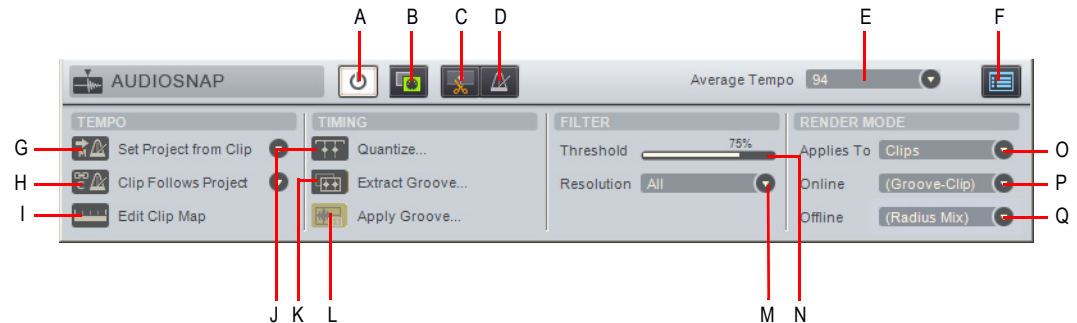 A B C D E F
AUDIOSNAP
Average Tempo 94
TEMPO TIMING FILTER RENDER MODE
G Set Project from Clip Quantize... Threshold 75% Applies To Clips O
H Clip Follows Project Extract Groove... Resolution All Online (Groove-Clip) P
I Edit Clip Map Apply Groove... Offline (Radius Mix) Q
J K L M N